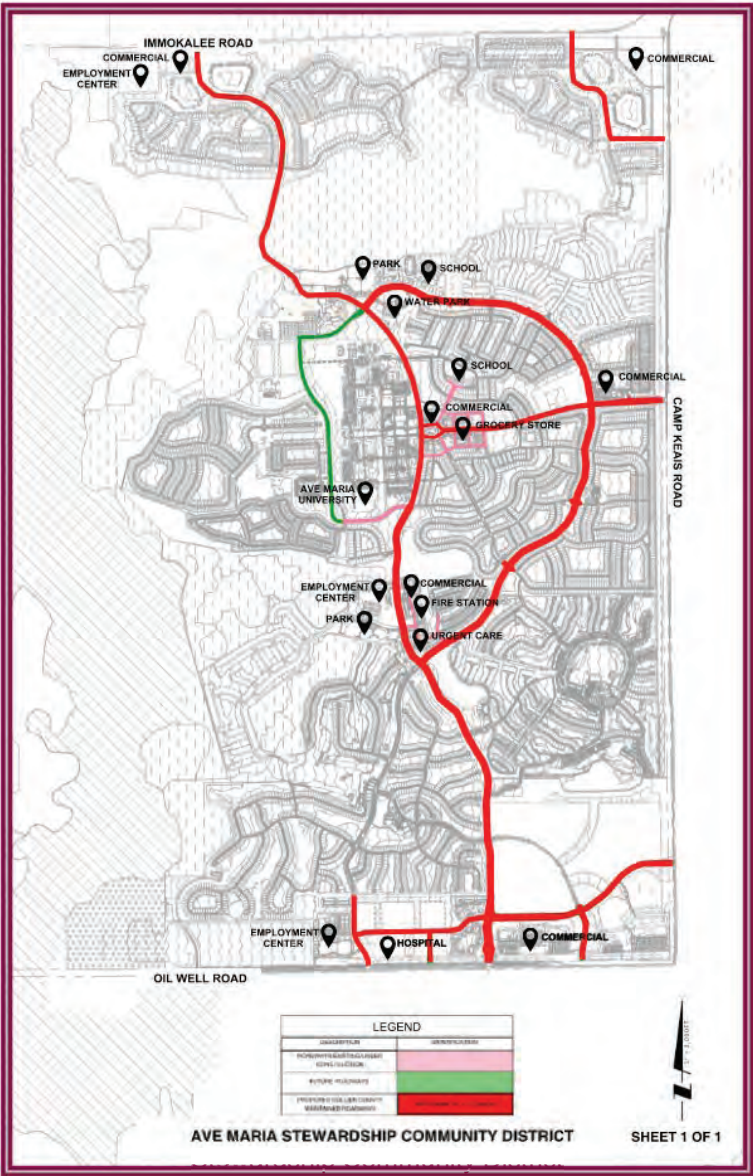 IMMOKALEE ROAD
COMMERCIAL
EMPLOYMENT
CENTER
COMMERCIAL
PARK
SCHOOL
WATER PARK
SCHOOL
COMMERCIAL
COMMERCIAL
GROCERY STORE
CAMP KEAIS ROAD
AVE MARIA
UNIVERSITY
EMPLOYMENT
CENTER
COMMERCIAL
FIRE STATION
PARK
URGENT CARE
EMPLOYMENT
CENTER
HOSPITAL
COMMERCIAL
OIL WELL ROAD
LEGEND
DESCRIPTION
FUTURE ROADWAYS
AVE MARIA STEWARDSHIP COMMUNITY DISTRICT
SHEET 1 OF 1